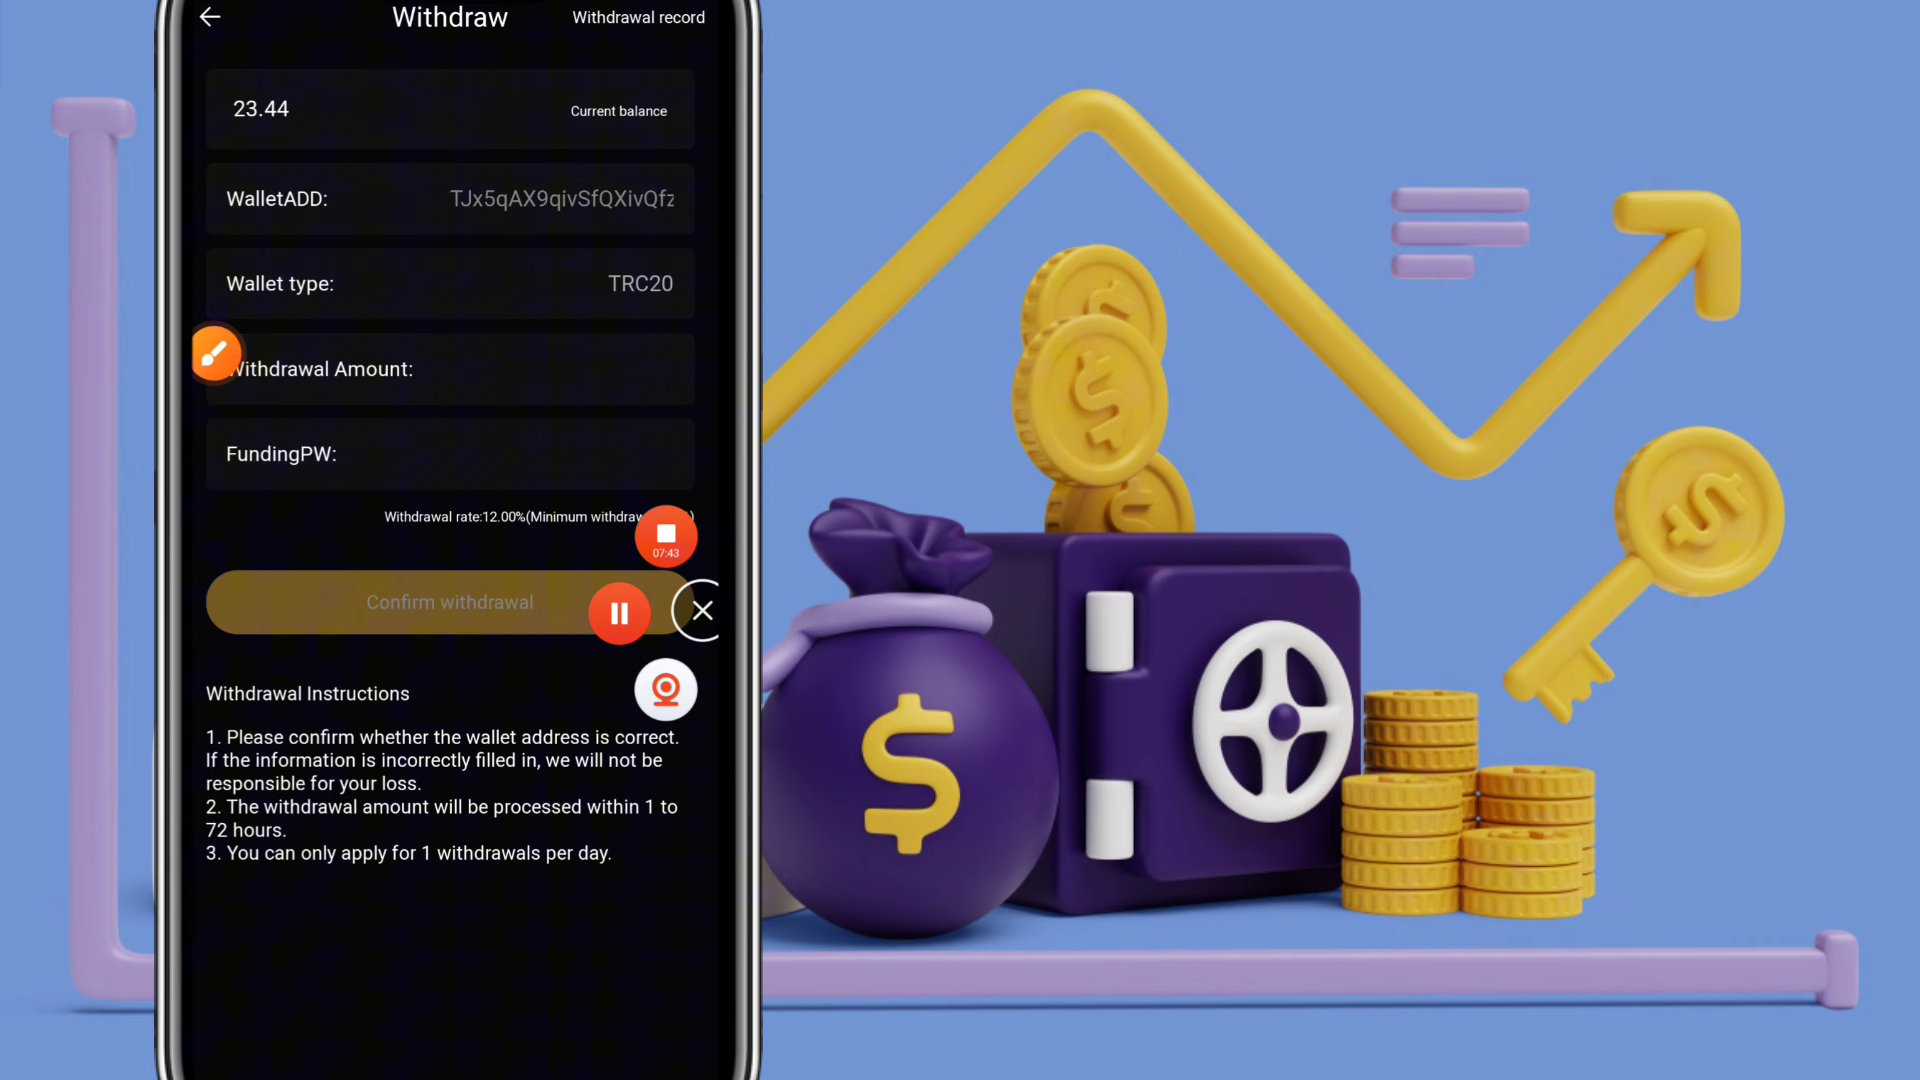 Withdraw
Withdrawal record
23.44
Current balance
WalletADD:
TJx5qAX9qivSfQXivQfz
Wallet type:
TRC20
Withdrawal Amount:
FundingPW:
Withdrawal rate:12.00%(Minimum
07:43
Confirm withdrawal
Withdrawal Instructions
1. Please confirm whether the wallet address is correct.
If the information is incorrectly filled in, we will not be
responsible for your loss.
2. The withdrawal amount will be processed within 1 to
72 hours.
3. You can only apply for 1 withdrawals per day.